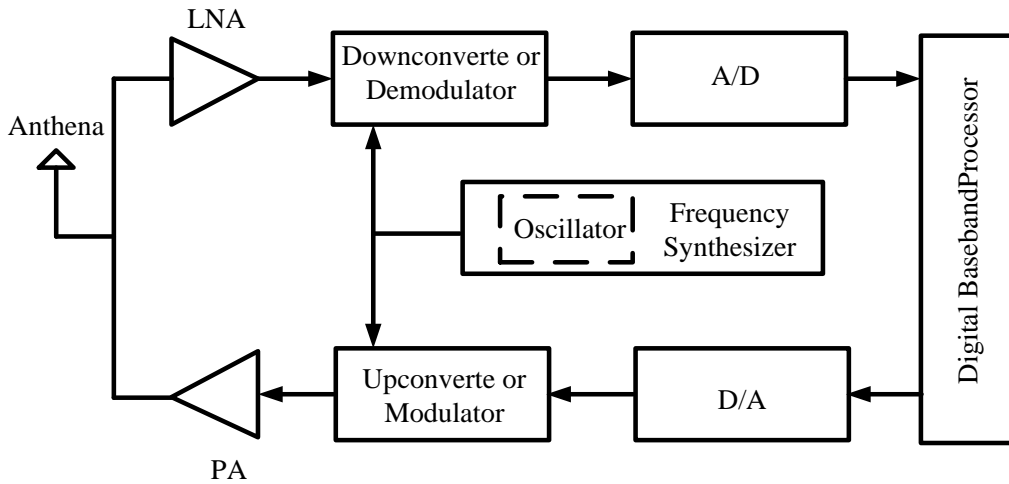 LNA
Downconverte or
Demodulator
A/D
Anthena
Oscillator
Frequency
Synthesizer
Digital BasebandProcessor
Upconverte or
Modulator
D/A
PA